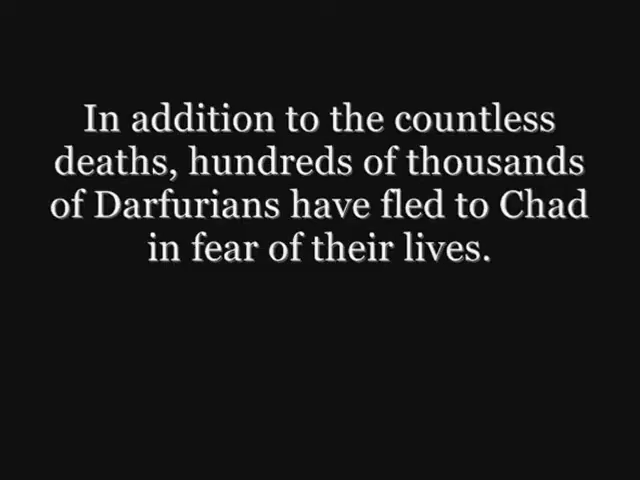 In addition to the countless
deaths, hundreds of thousands
of Darfurians have fled to Chad
in fear of their lives.